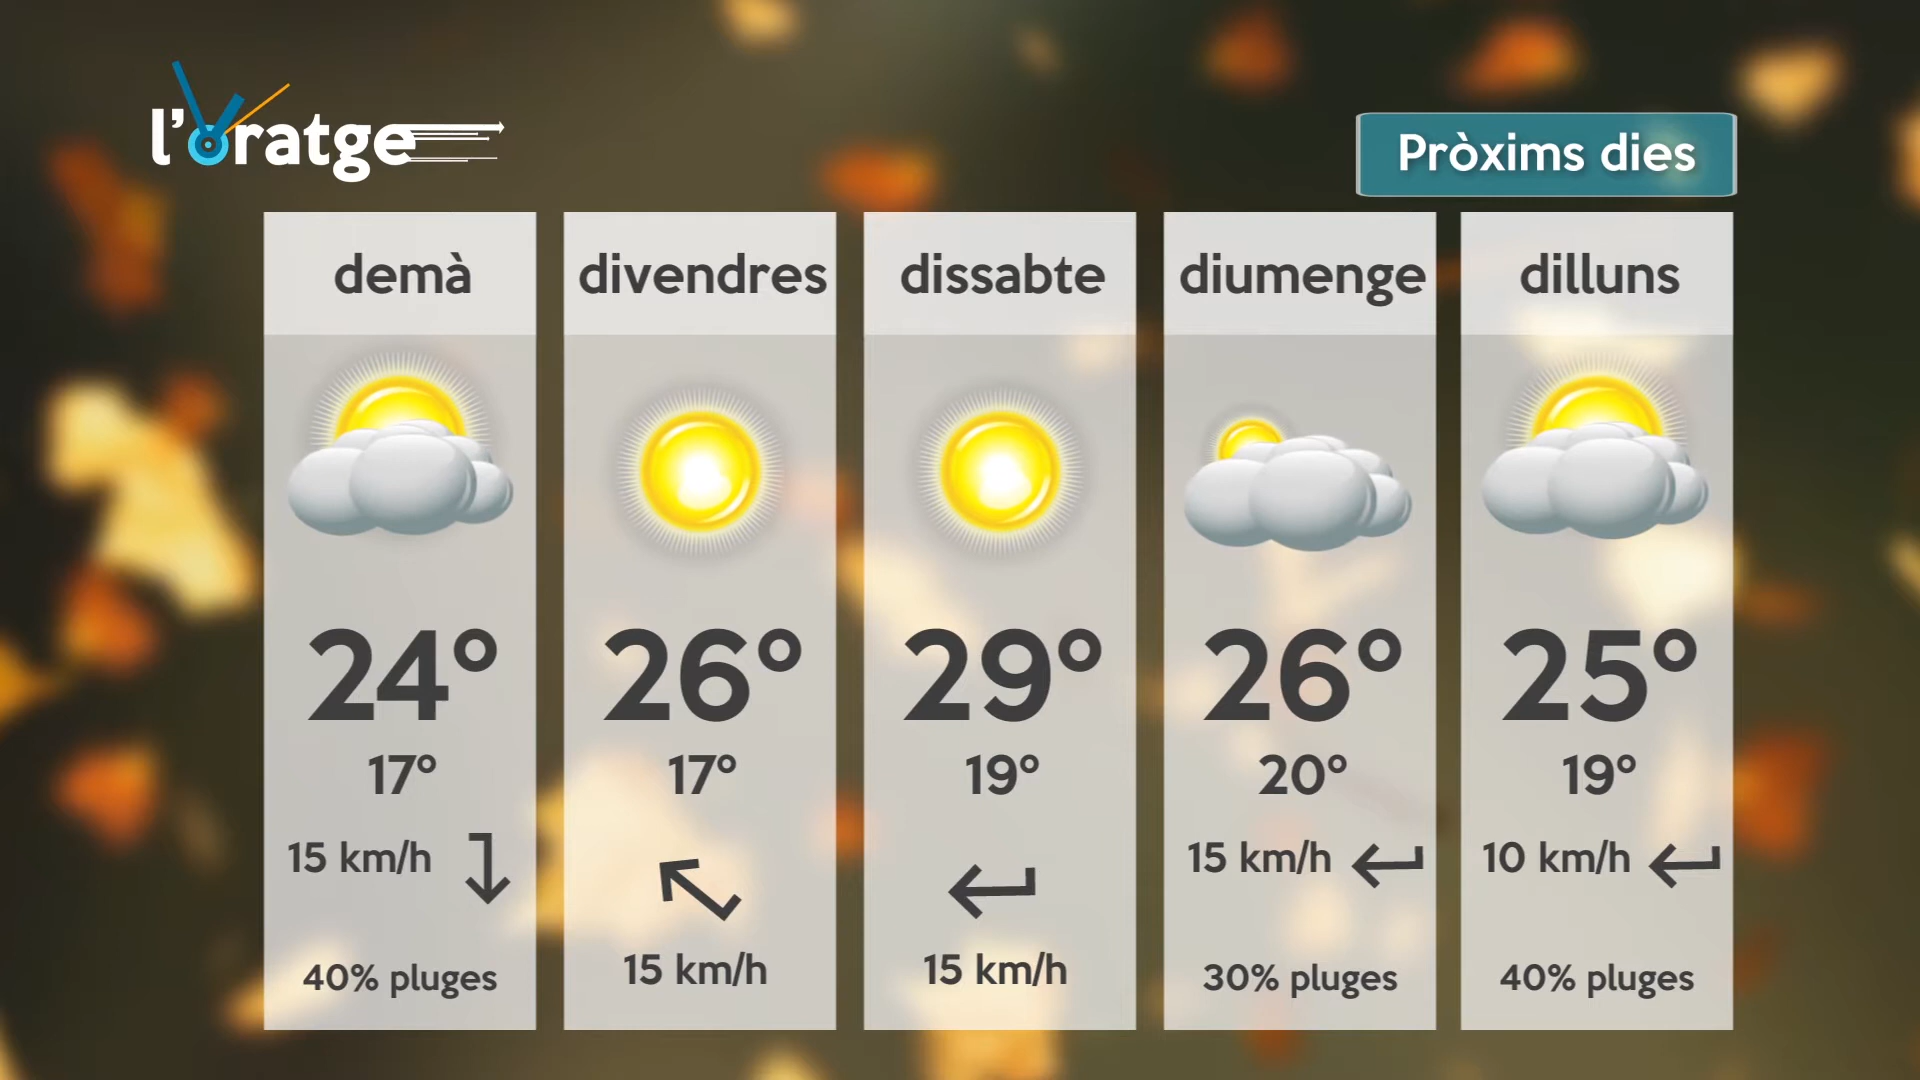 l'oratge
Pròxims dies
demà
24°
17°
15 km/h
40% pluges
divendres
26°
17°
15 km/h
dissabte
29°
19°
15 km/h
diumenge
26°
20°
15 km/h
30% pluges
dilluns
25°
19°
10 km/h
40% pluges